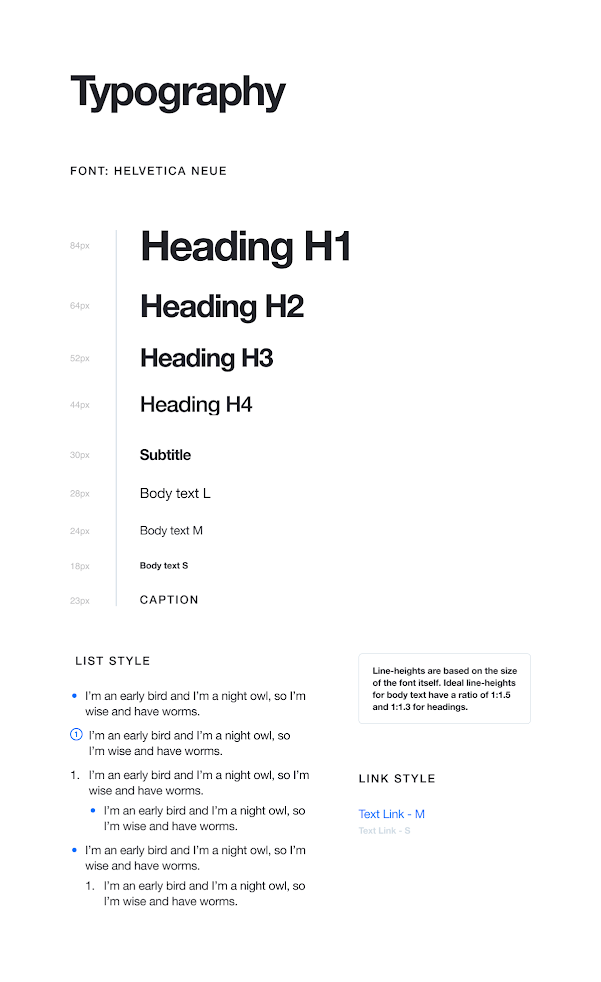 Typography
FONT: HELVETICA NEUE
84px
Heading H1
64px
Heading H2
52px
Heading H3
44px
Heading H4
30px
Subtitle
28px
Body text L
24px
Body text M
18px
Body text S
23px
CAPTION
LIST STYLE
• I'm an early bird and I'm a night owl, so I'm
wise and have worms.
① I'm an early bird and I'm a night owl, so
I'm wise and have worms.
1. I'm an early bird and I'm a night owl, so I'm
wise and have worms.
• I'm an early bird and I'm a night owl, so
I'm wise and have worms.
• I'm an early bird and I'm a night owl, so I'm
wise and have worms.
1. I'm an early bird and I'm a night owl, so
I'm wise and have worms.
Line-heights are based on the size
of the font itself. Ideal line-heights
for body text have a ratio of 1:1.5
and 1:1.3 for headings.
LINK STYLE
Text Link - M
Text Link - S